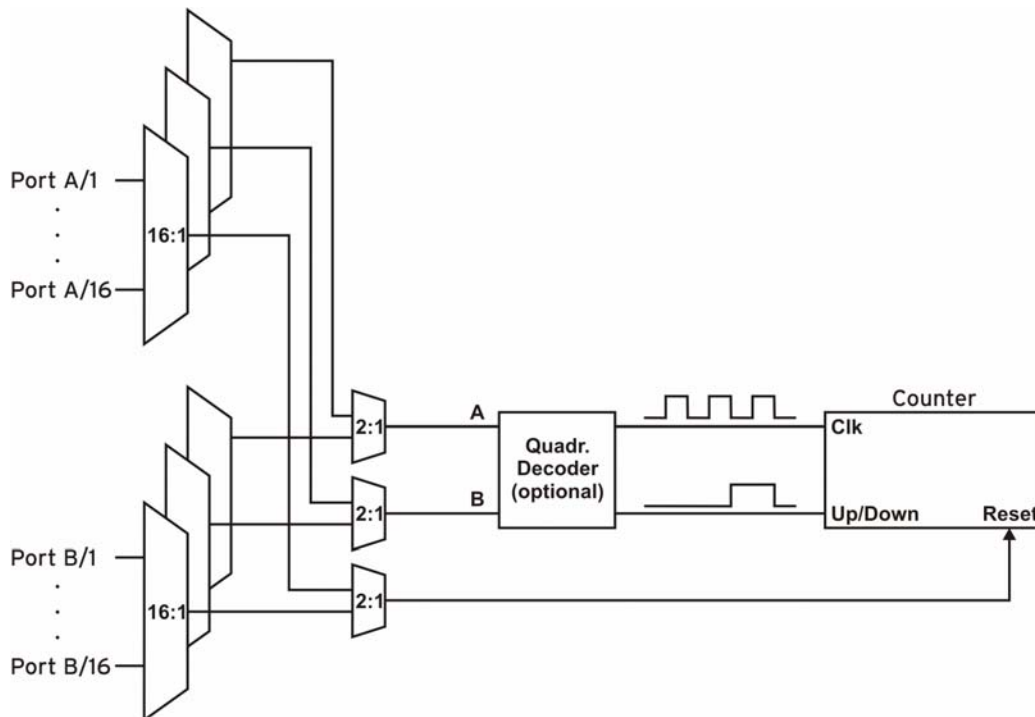 Port A/1
.
.
.
16:1
Port A/16
Counter
2:1
A
Quadr.
Decoder
(optional)
Clk
2:1
B
Up/Down
Reset
Port B/1
.
.
.
2:1
16:1
Port B/16